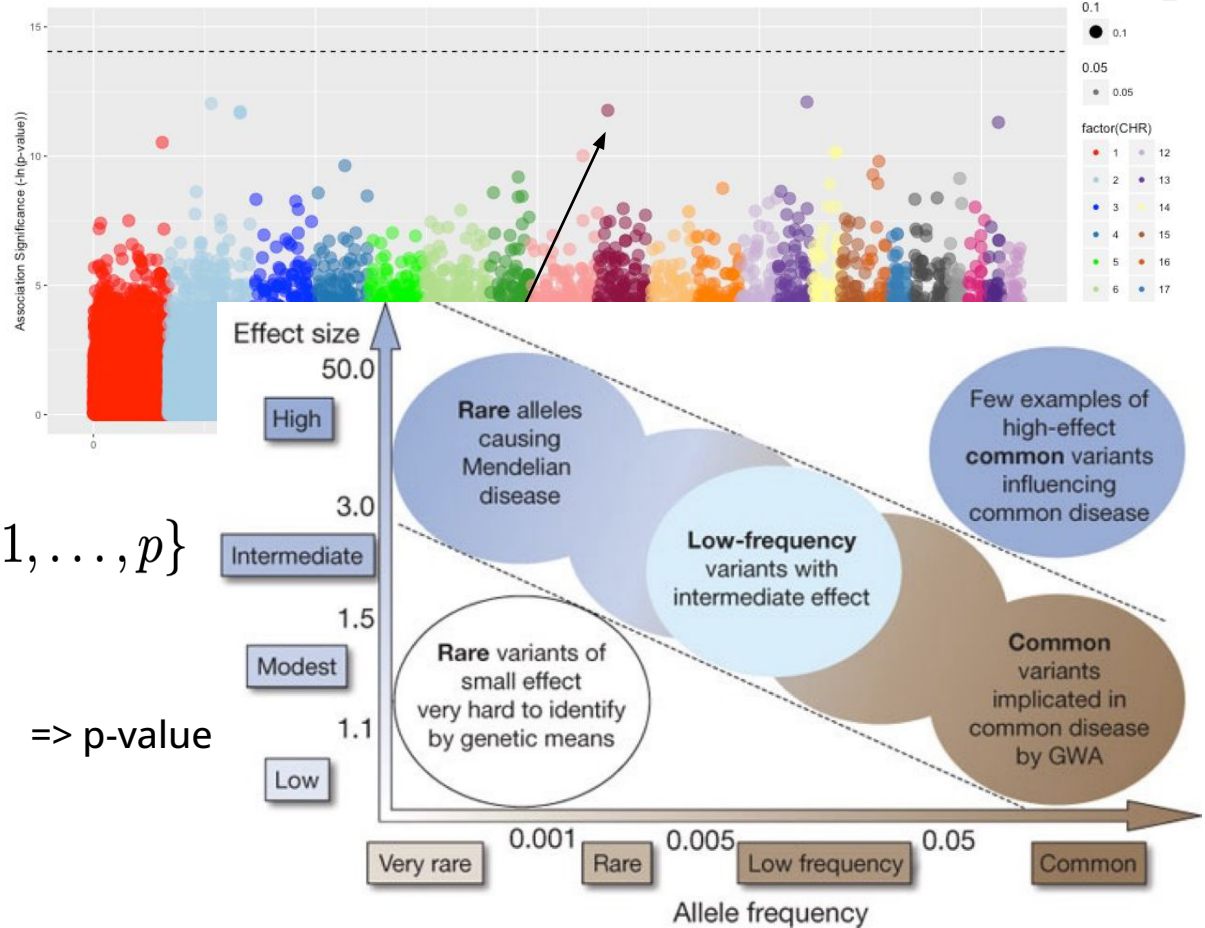 15
10
5
0
0
Association Significance (-ln(p-value))
0.1
0.1
0.05
0.05
factor(CHR)
1 12
2 13
3 14
4 15
5 16
6 17
1, . . . , p}
=> p-value
Effect size
50.0
High
3.0
Intermediate
1.5
Modest
1.1
Low
Rare alleles
causing
Mendelian
disease
Few examples of
high-effect
common variants
influencing
common disease
Low-frequency
variants with
intermediate effect
Rare variants of
small effect
very hard to identify
by genetic means
Common
variants
implicated in
common disease
by GWA
0.001 0.005 0.05
Very rare Rare Low frequency Common
Allele frequency